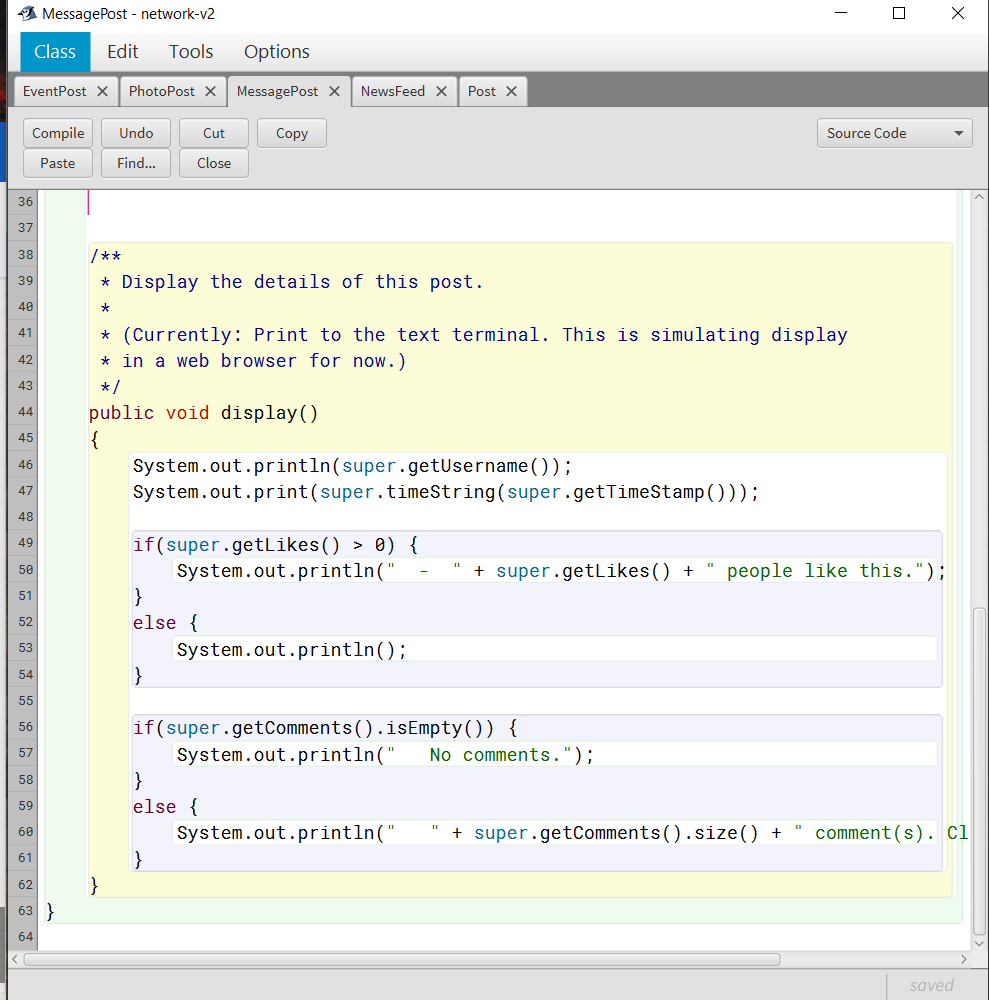 MessagePost - network-v2
Class Edit Tools Options
EventPost PhotoPost MessagePost NewsFeed Post
Compile Undo Cut Copy Source Code
Paste Find... Close
36
37
38 /**
39 * Display the details of this post.
40 *
41 * (Currently: Print to the text terminal. This is simulating display
42 * in a web browser for now.)
43 */
44 public void display()
45 {
46 System.out.println(super.getUsername());
47 System.out.print(super.timeString(super.getTimeStamp()));
48
49 if(super.getLikes() > 0) {
50 System.out.println("  -  " + super.getLikes() + " people like this.");
51 }
52 else {
53 System.out.println();
54 }
55
56 if(super.getComments().isEmpty()) {
57 System.out.println("   No comments.");
58 }
59 else {
60 System.out.println("   " + super.getComments().size() + " comment(s). Cl
61 }
62 }
63 }
64
saved